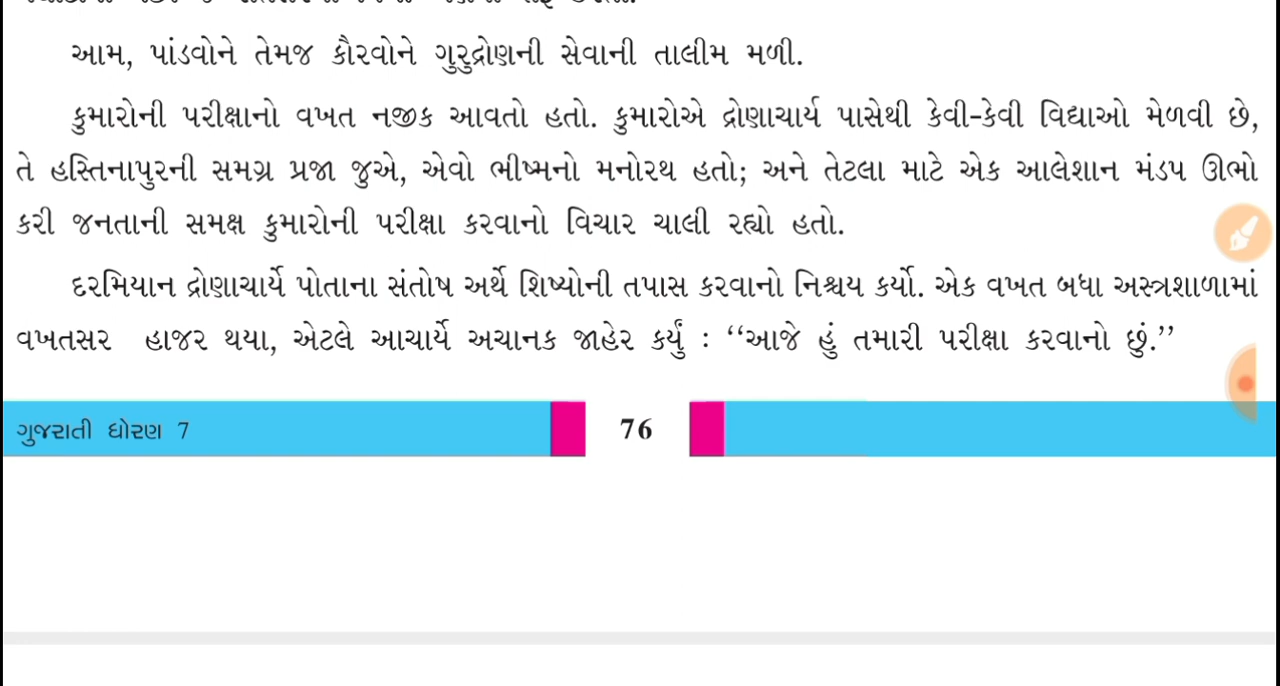 આમ, પાંડવોને તેમજ કૌરવોને ગુરુદ્રોણની સેવાની તાલીમ મળી.
કુમારોની પરીક્ષાનો વખત નજીક આવતો હતો. કુમારોએ દ્રોણાચાર્ય પાસેથી કેવી-કેવી વિદ્યાઓ મેળવી છે,
તે હસ્તિનાપુરની સમગ્ર પ્રજા જુએ, એવો ભીષ્મનો મનોરથ હતો; અને તેટલા માટે એક આલેશાન મંડપ ઊભો
કરી જનતાની સમક્ષ કુમારોની પરીક્ષા કરવાનો વિચાર ચાલી રહ્યો હતો.
દરમિયાન દ્રોણાચાર્યે પોતાના સંતોષ અર્થે શિષ્યોની તપાસ કરવાનો નિશ્ચય કર્યો. એક વખત બધા અસ્ત્રશાળામાં
વખતસર હાજર થયા, એટલે આચાર્યે અચાનક જાહેર કર્યું : ‘‘આજે હું તમારી પરીક્ષા કરવાનો છું.’’
ગુજરાતી ધોરણ 7
76